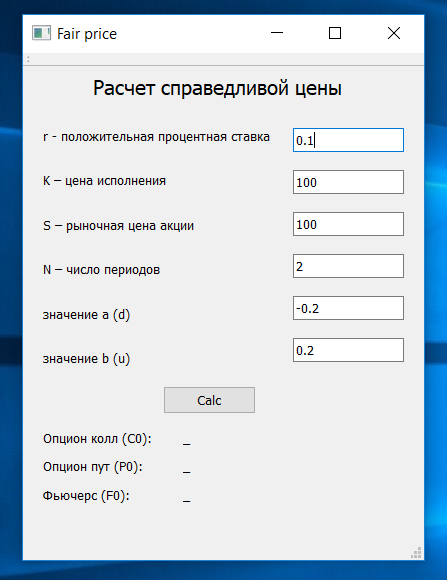 Fair price
Расчет справедливой цены
r - положительная процентная ставка 0.1
K – цена исполнения 100
S – рыночная цена акции 100
N – число периодов 2
значение a (d) -0.2
значение b (u) 0.2
Calc
Опцион колл (C0): _
Опцион пут (P0): _
Фьючерс (F0): _